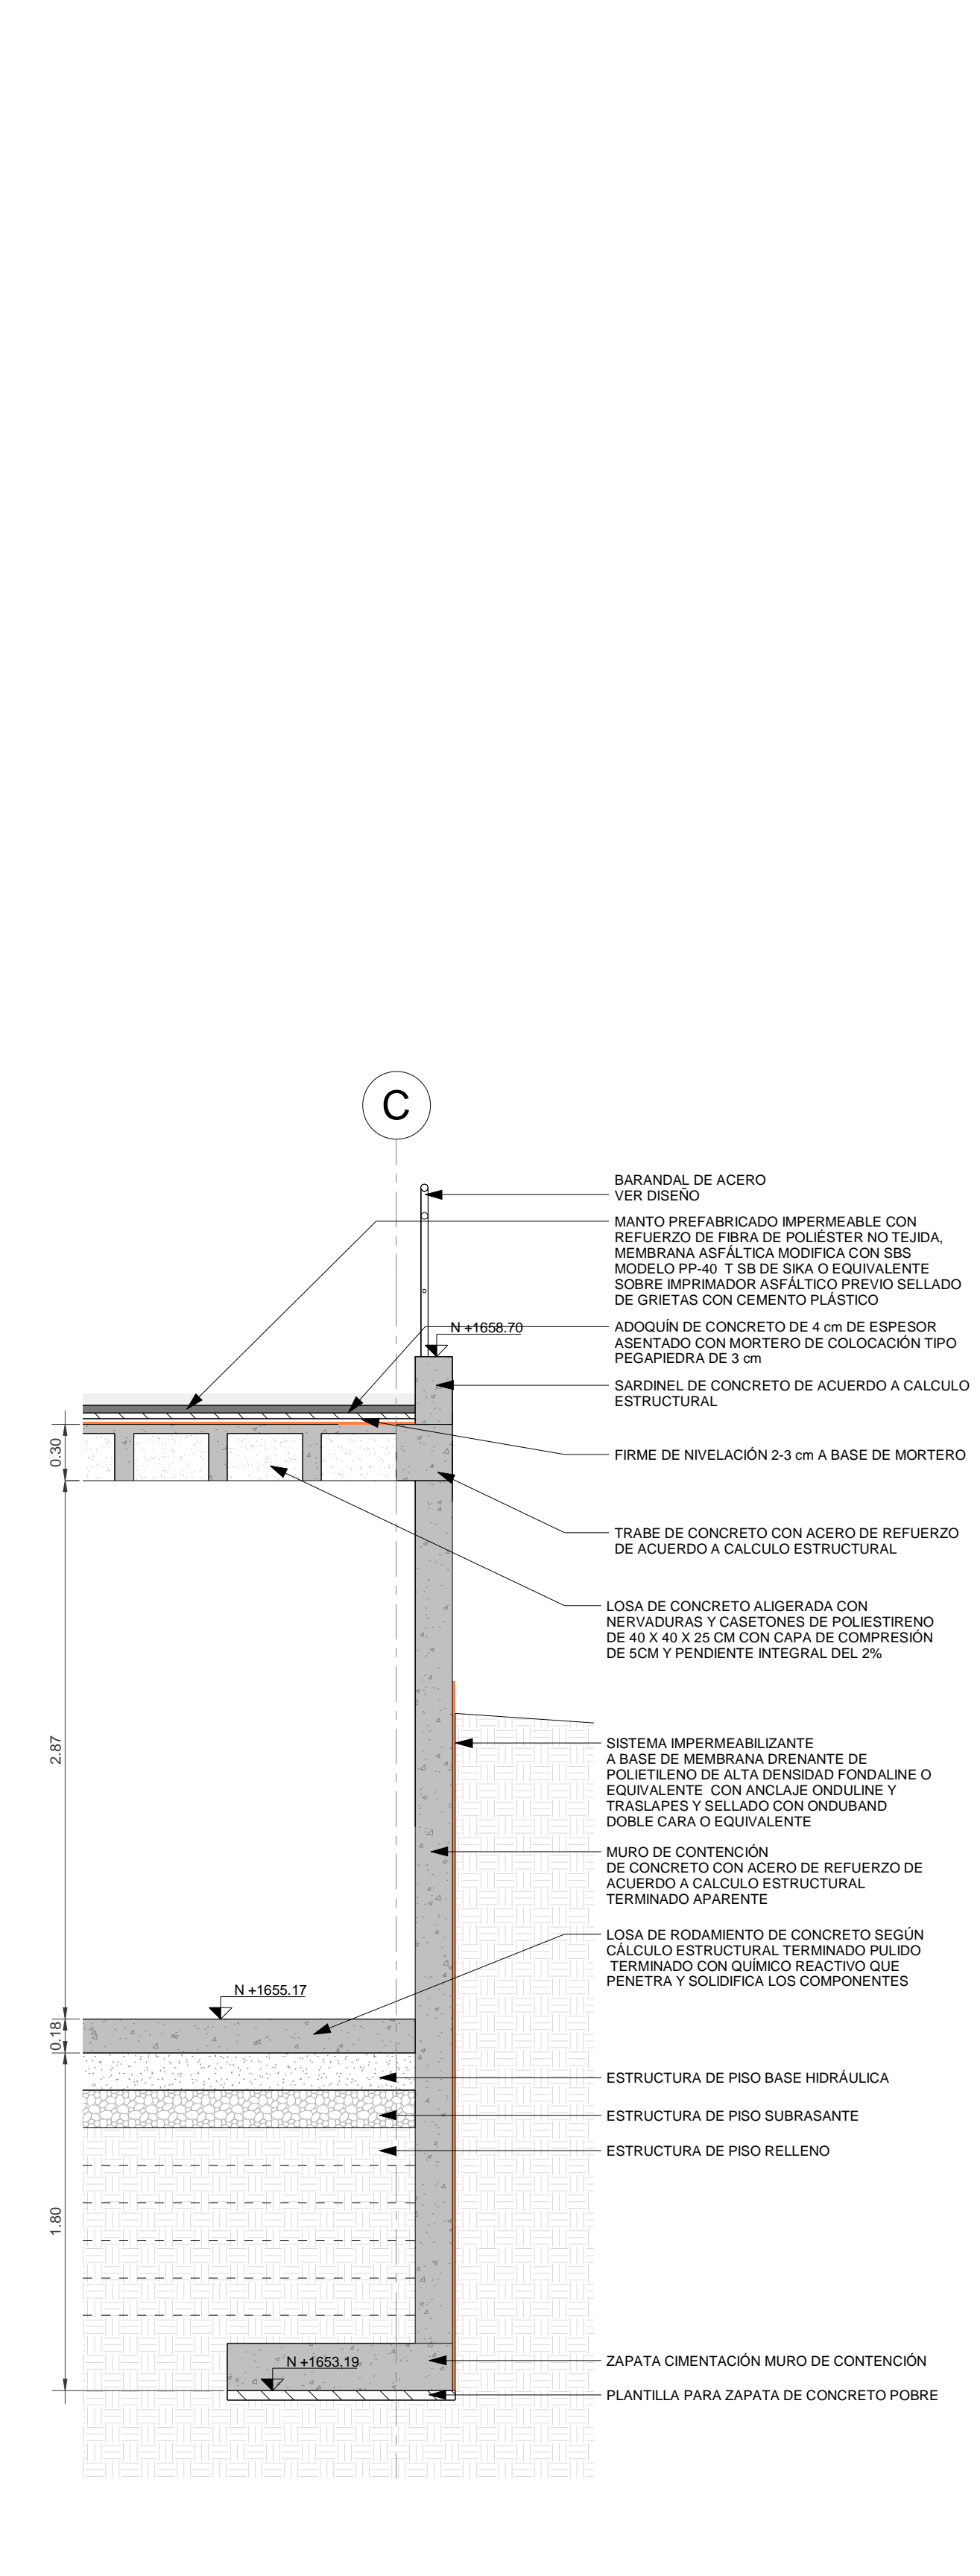 C
BARANDAL DE ACERO
VER DISEÑO
MANTO PREFABRICADO IMPERMEABLE CON
REFUERZO DE FIBRA DE POLIÉSTER NO TEJIDA,
MEMBRANA ASFÁLTICA MODIFICA CON SBS
MODELO PP-40 T SB DE SIKA O EQUIVALENTE
SOBRE IMPRIMADOR ASFÁLTICO PREVIO SELLADO
DE GRIETAS CON CEMENTO PLÁSTICO
N +1658.70
ADOQUÍN DE CONCRETO DE 4 cm DE ESPESOR
ASENTADO CON MORTERO DE COLOCACIÓN TIPO
PEGAPIEDRA DE 3 cm
SARDINEL DE CONCRETO DE ACUERDO A CALCULO
ESTRUCTURAL
0.30
FIRME DE NIVELACIÓN 2-3 cm A BASE DE MORTERO
TRABE DE CONCRETO CON ACERO DE REFUERZO
DE ACUERDO A CALCULO ESTRUCTURAL
LOSA DE CONCRETO ALIGERADA CON
NERVADURAS Y CASETONES DE POLIESTIRENO
DE 40 X 40 X 25 CM CON CAPA DE COMPRESIÓN
DE 5CM Y PENDIENTE INTEGRAL DEL 2%
2.87
SISTEMA IMPERMEABILIZANTE
A BASE DE MEMBRANA DRENANTE DE
POLIETILENO DE ALTA DENSIDAD FONDALINE O
EQUIVALENTE CON ANCLAJE ONDULINE Y
TRASLAPES Y SELLADO CON ONDUBAND
DOBLE CARA O EQUIVALENTE
MURO DE CONTENCIÓN
DE CONCRETO CON ACERO DE REFUERZO DE
ACUERDO A CALCULO ESTRUCTURAL
TERMINADO APARENTE
LOSA DE RODAMIENTO DE CONCRETO SEGÚN
CÁLCULO ESTRUCTURAL TERMINADO PULIDO
TERMINADO CON QUÍMICO REACTIVO QUE
PENETRA Y SOLIDIFICA LOS COMPONENTES
N +1655.17
0.18
ESTRUCTURA DE PISO BASE HIDRÁULICA
ESTRUCTURA DE PISO SUBRASANTE
ESTRUCTURA DE PISO RELLENO
1.80
N +1653.19
ZAPATA CIMENTACIÓN MURO DE CONTENCIÓN
PLANTILLA PARA ZAPATA DE CONCRETO POBRE